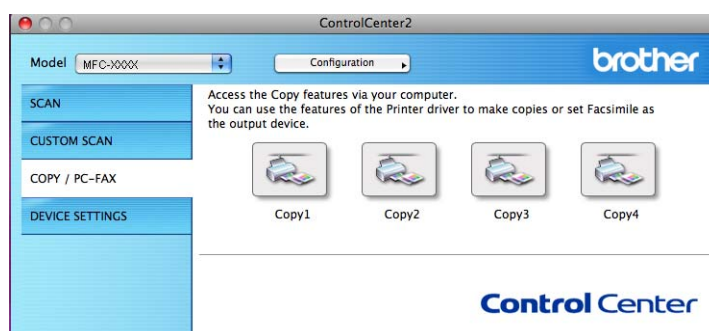 ControlCenter2
Model MFC-XXXX Configuration brother
SCAN
CUSTOM SCAN
COPY / PC-FAX
DEVICE SETTINGS
Access the Copy features via your computer.
You can use the features of the Printer driver to make copies or set Facsimile as
the output device.
Copy1 Copy2 Copy3 Copy4
Control Center